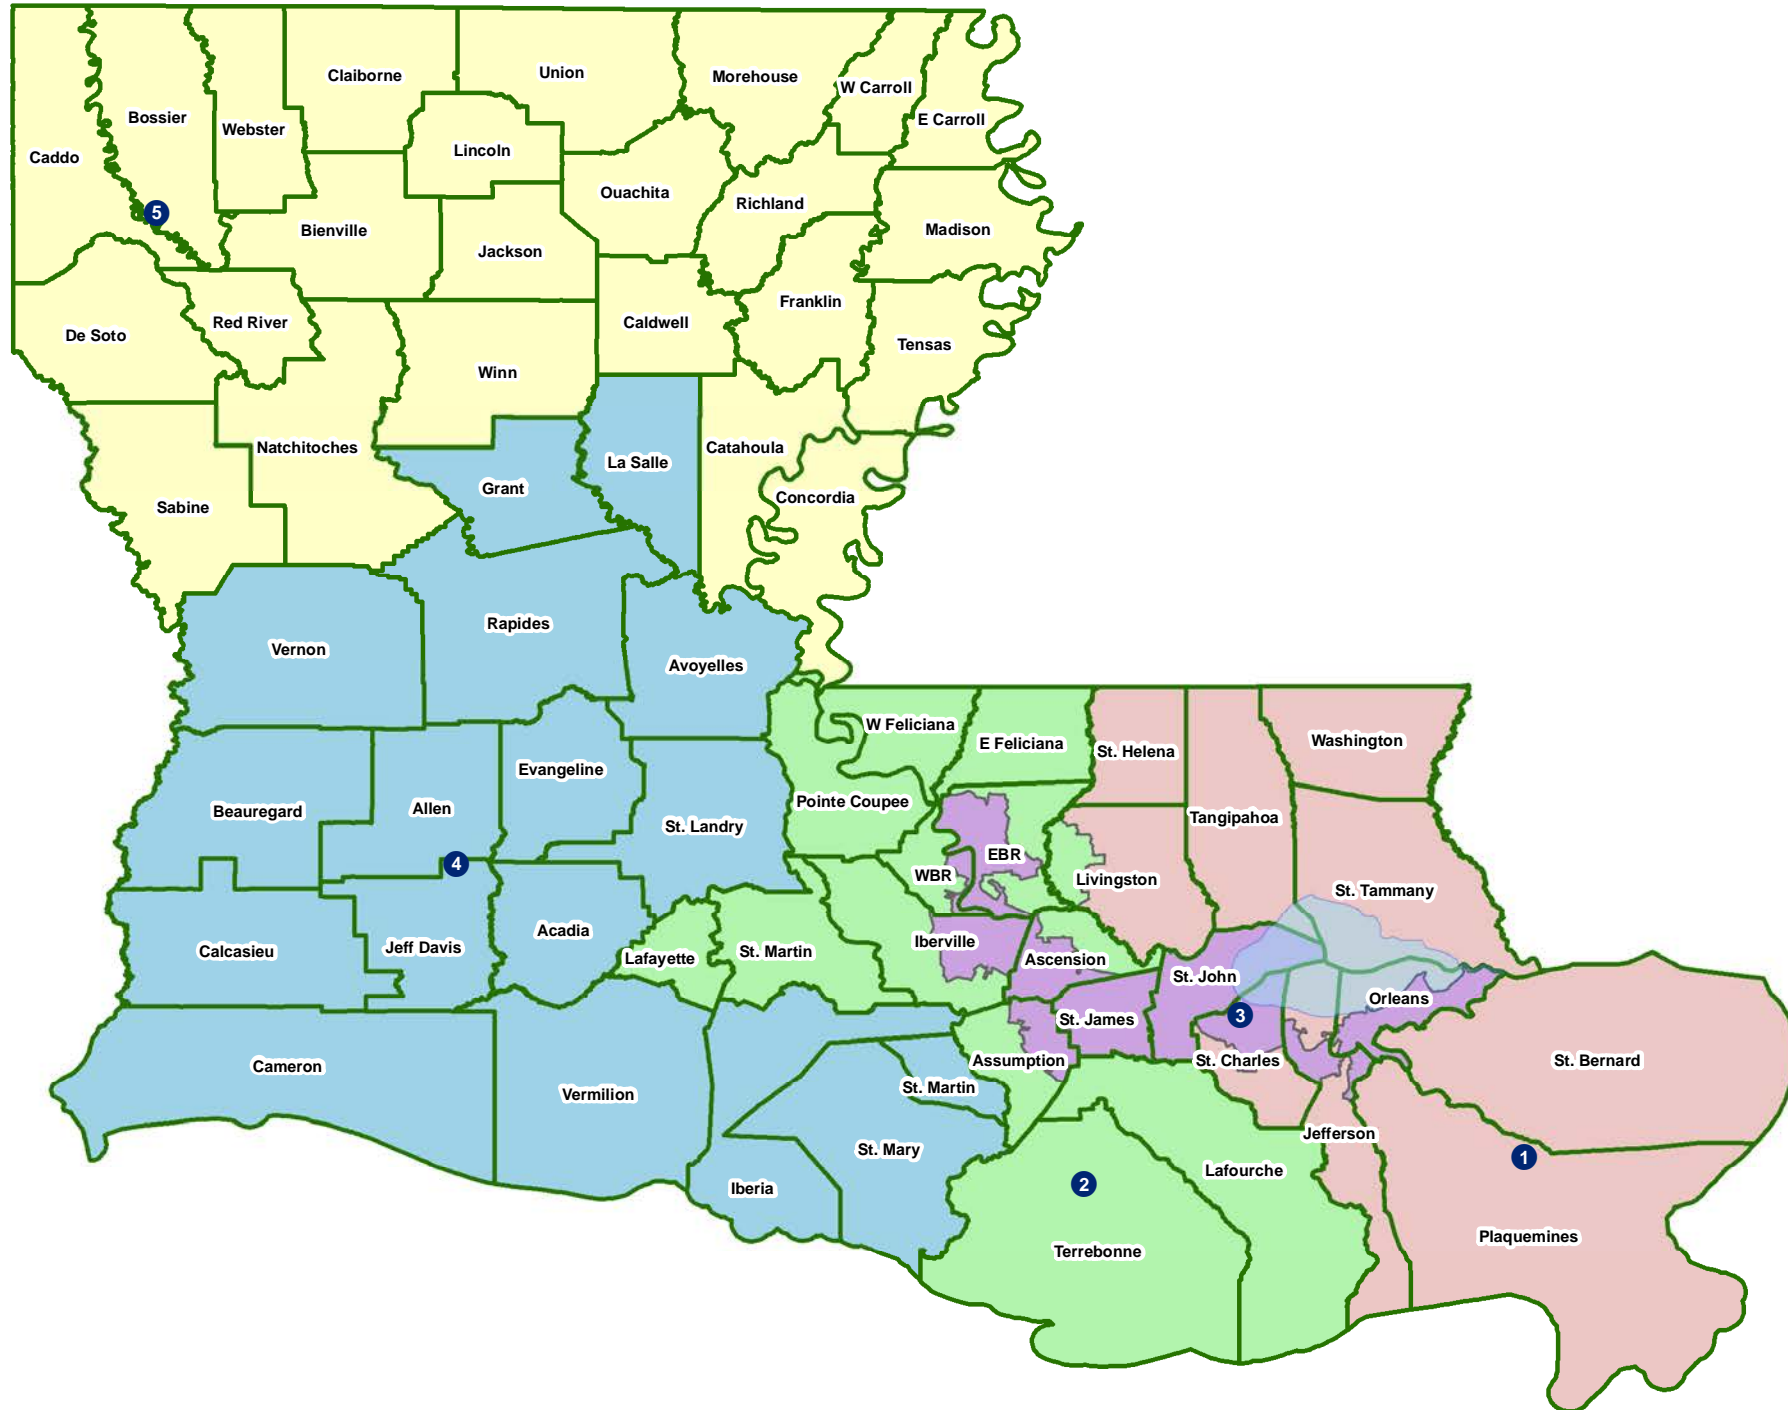 Claiborne
Union
Morehouse
W Carroll
E Carroll
Bossier
Webster
Caddo
Lincoln
Ouachita
Richland
5
Bienville
Madison
Jackson
Franklin
Red River
De Soto
Caldwell
Tensas
Winn
Natchitoches
Catahoula
La Salle
Grant
Concordia
Sabine
Rapides
Vernon
Avoyelles
W Feliciana
E Feliciana
St. Helena
Washington
Evangeline
Pointe Coupee
Beauregard
Allen
Tangipahoa
St. Landry
EBR
4
WBR
Livingston
St. Tammany
Acadia
Iberville
Calcasieu
Jeff Davis
Lafayette
St. Martin
Ascension
St. John
Orleans
3
St. James
Assumption
St. Charles
St. Bernard
Cameron
St. Martin
Vermilion
Jefferson
St. Mary
1
Lafourche
2
Iberia
Plaquemines
Terrebonne